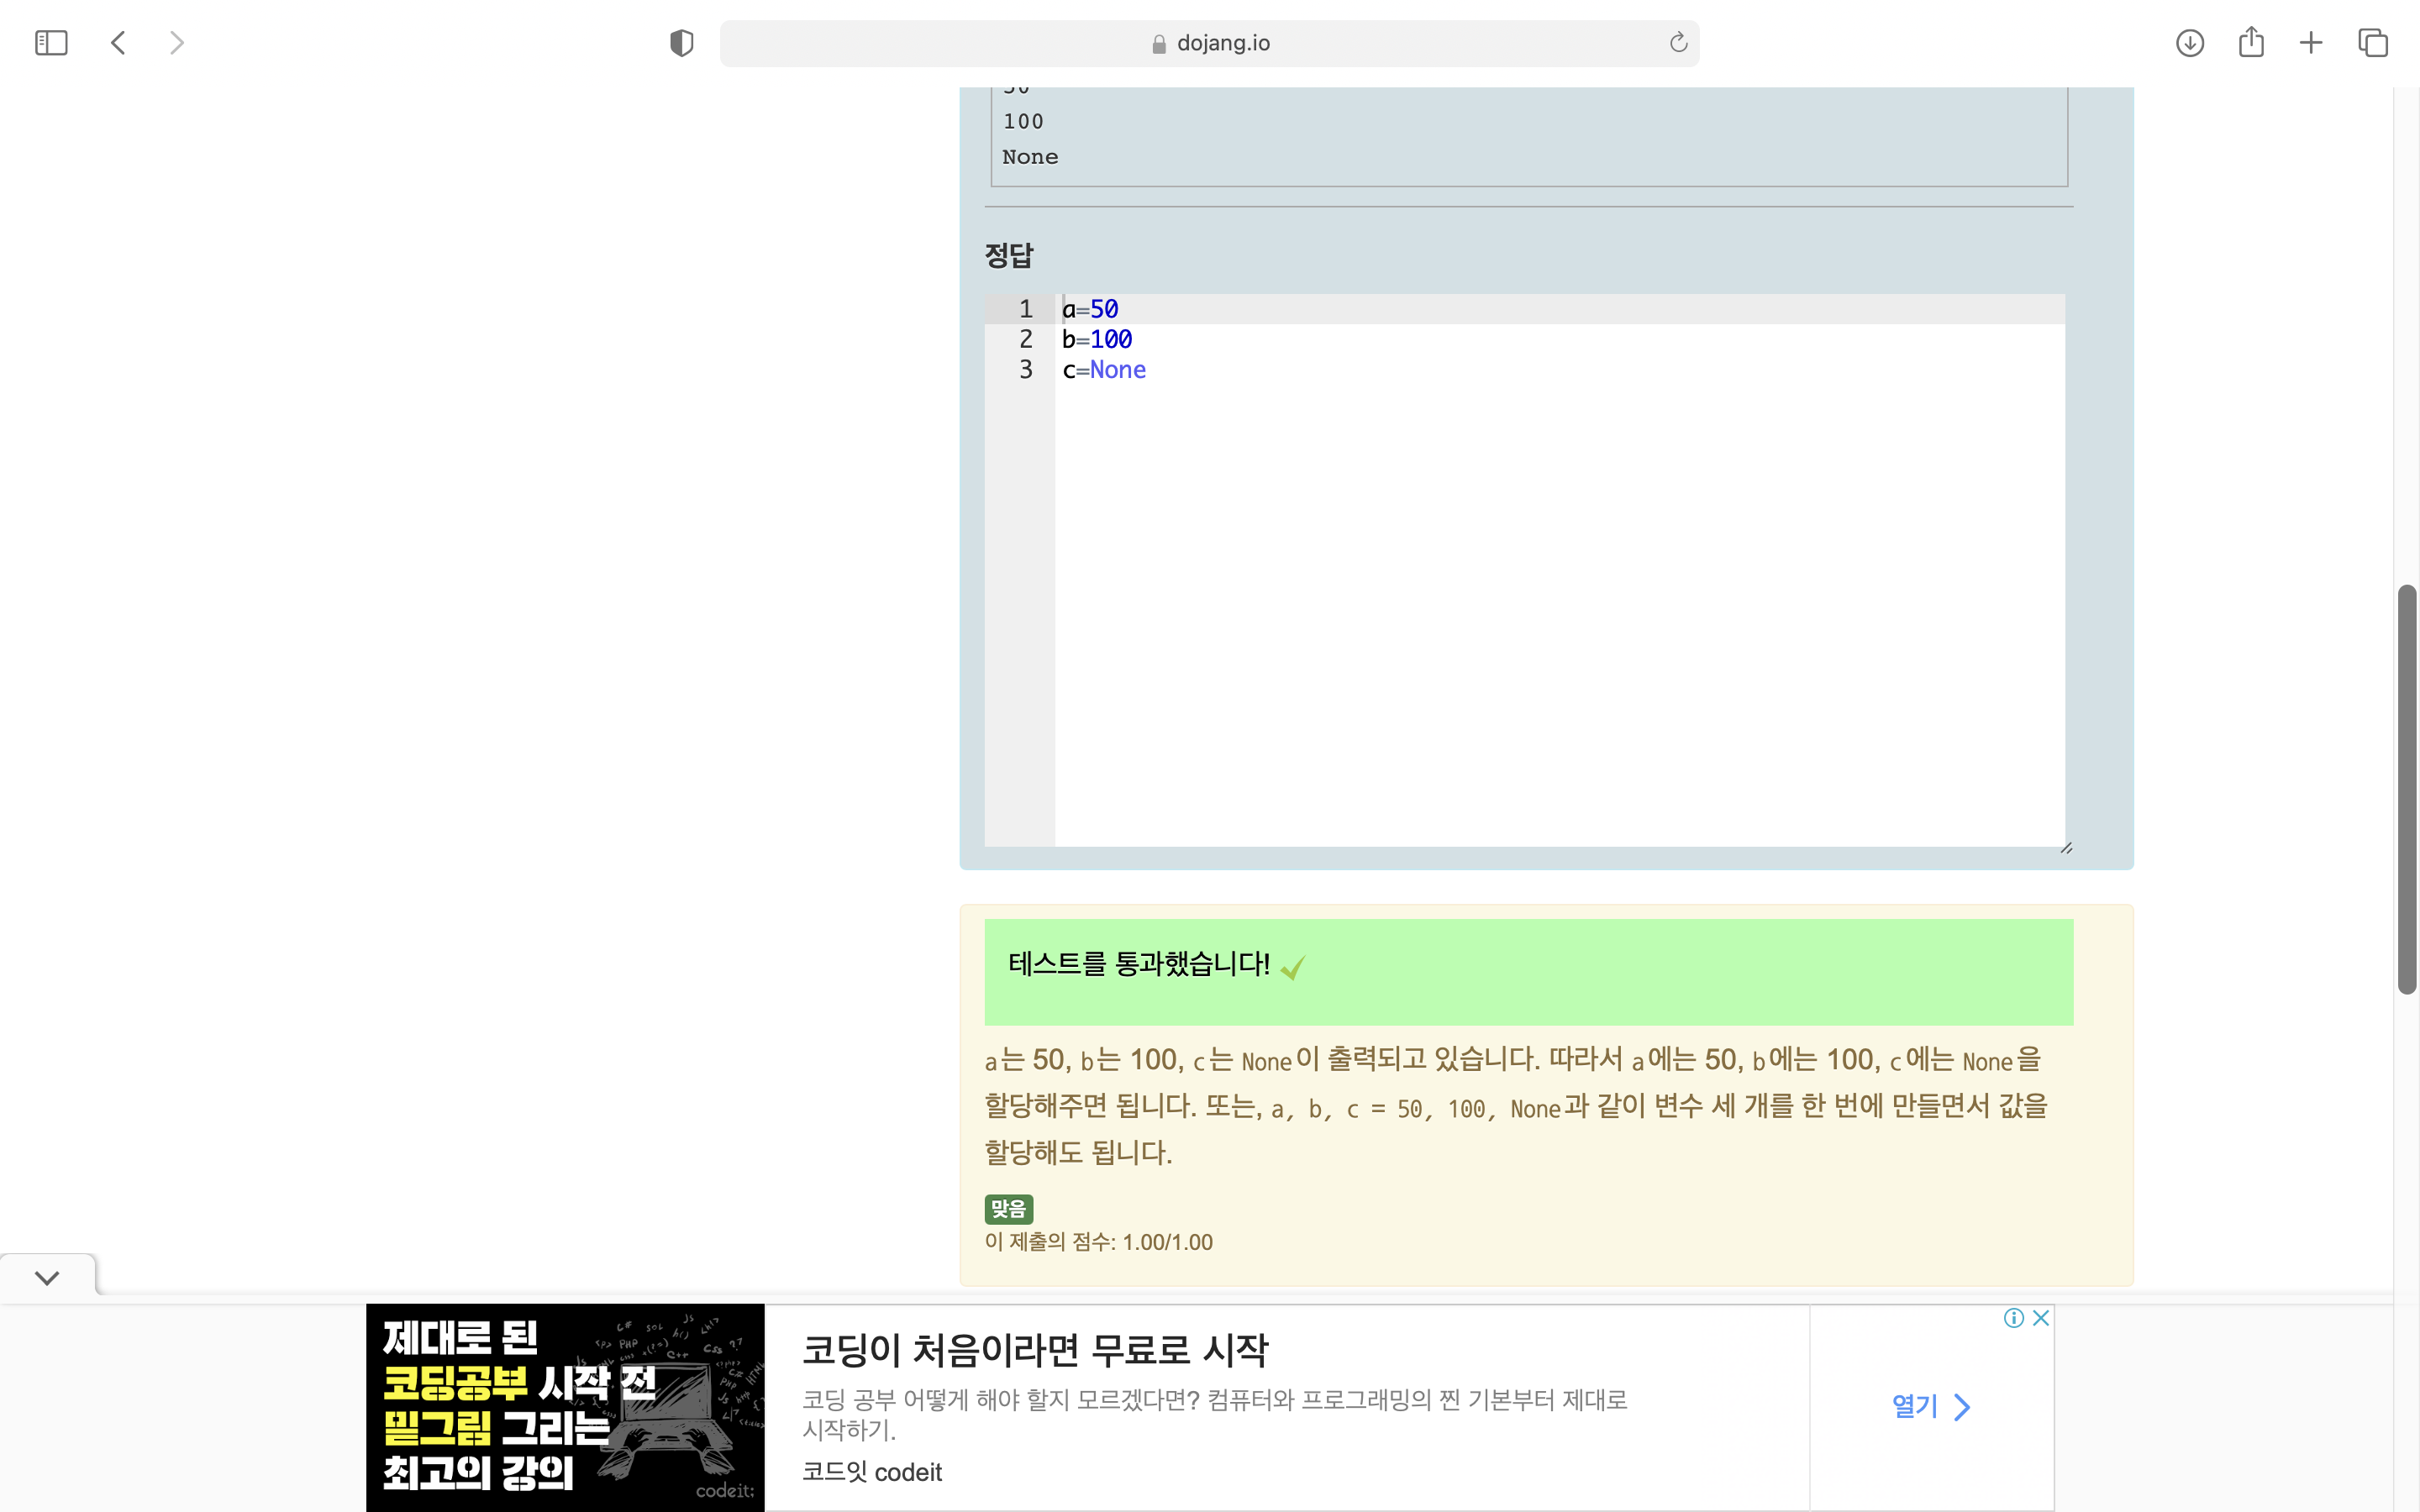 dojang.io
50
100
None
정답
1 a=50
2 b=100
3 c=None
테스트를 통과했습니다!
a는 50, b는 100, c는 None이 출력되고 있습니다. 따라서 a에는 50, b에는 100, c에는 None을
할당해주면 됩니다. 또는, a, b, c = 50, 100, None과 같이 변수 세 개를 한 번에 만들면서 값을
할당해도 됩니다.
맞음
이 제출의 점수: 1.00/1.00
제대로 된
코딩공부 시작 전
밑그림 그리는
최고의 강의
codeit:
코딩이 처음이라면 무료로 시작
코딩 공부 어떻게 해야 할지 모르겠다면? 컴퓨터와 프로그래밍의 찐 기본부터 제대로
시작하기.
코드잇 codeit
열기